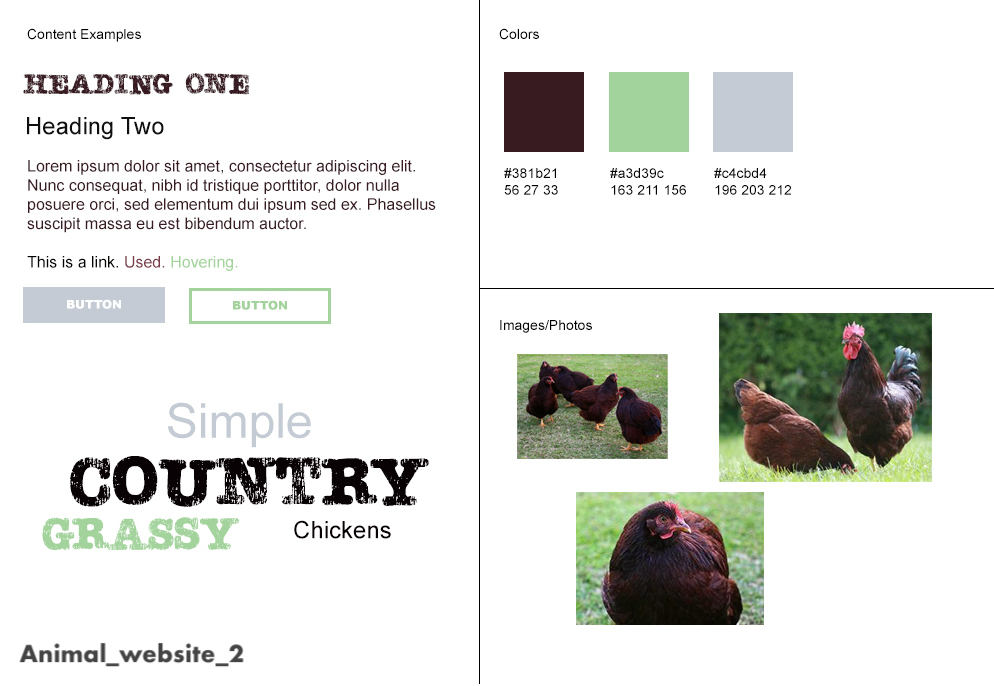 Content Examples
HEADING ONE
Heading Two
Lorem ipsum dolor sit amet, consectetur adipiscing elit.
Nunc consequat, nibh id tristique porttitor, dolor nulla
posuere orci, sed elementum dui ipsum sed ex. Phasellus
suscipit massa eu est bibendum auctor.
This is a link. Used. Hovering.
BUTTON BUTTON
Simple
COUNTRY
GRASSY Chickens
Animal_website_2
Colors
#381b21 #a3d39c #c4cbd4
56 27 33 163 211 156 196 203 212
Images/Photos